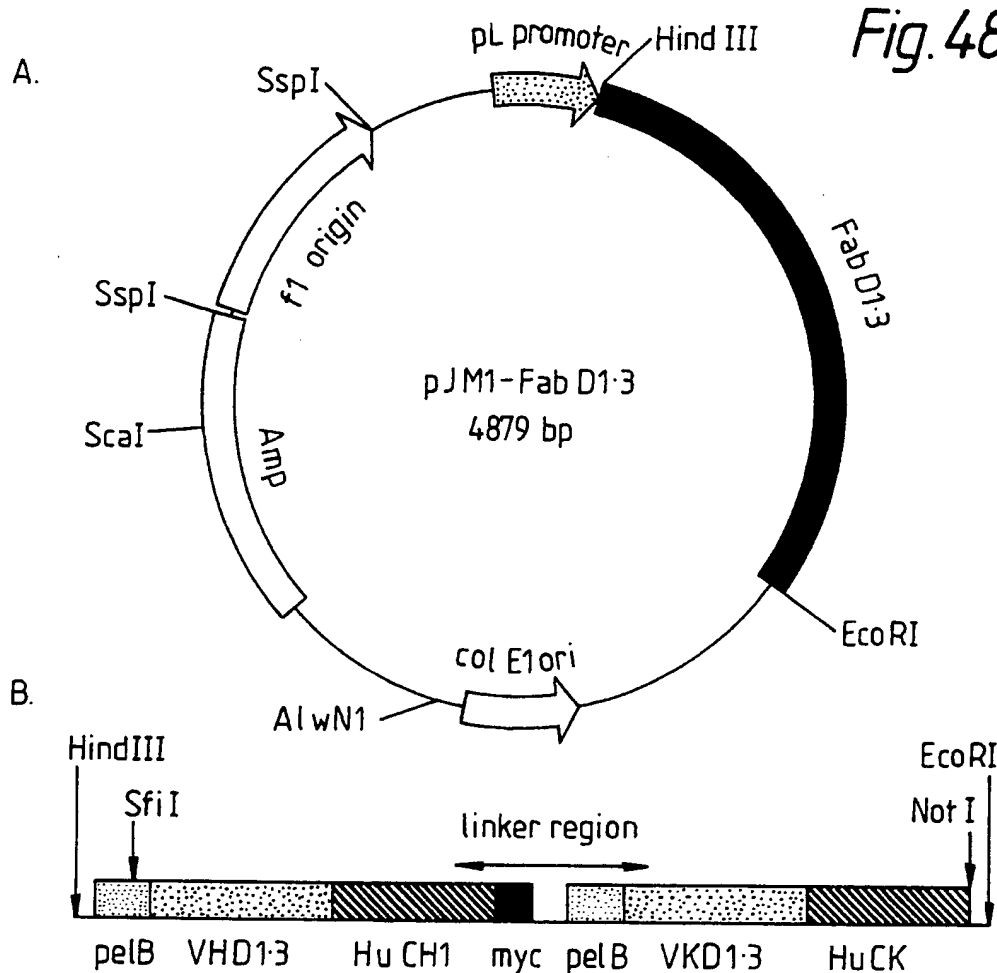 Fig. 48
A.
pL promoter
Hind III
SspI
f1 origin
Fab D1·3
SspI
pJM1-Fab D1·3
4879 bp
ScaI
Amp
EcoRI
col E1 ori
AlwN1
B.
HindIII
EcoRI
SfiI
Not I
linker region
pelB VHD1·3 Hu CH1 myc pelB VKD1·3 HuCK